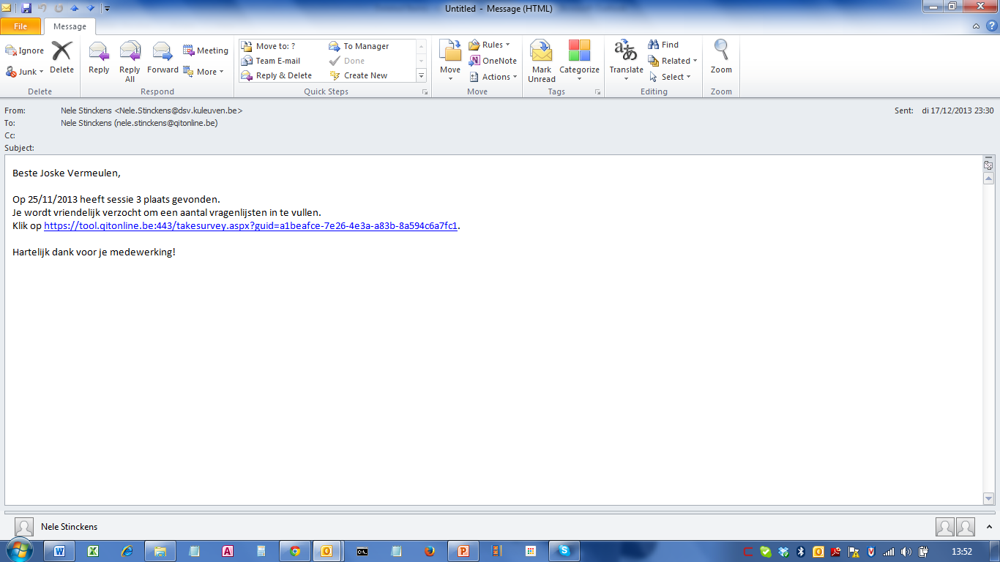 Untitled - Message (HTML)
File
Message
Ignore
Junk
Delete
Delete
Reply
Reply All
Forward
Meeting
More
Respond
Move to: ?
Team E-mail
Reply & Delete
To Manager
Done
Create New
Quick Steps
Move
Rules
OneNote
Actions
Move
Mark Unread
Categorize
Tags
Translate
Find
Related
Select
Editing
Zoom
Zoom
From: Nele Stinckens <Nele.Stinckens@dsv.kuleuven.be>
Sent: di 17/12/2013 23:30
To: Nele Stinckens (nele.stinckens@qitonline.be)
Cc:
Subject:
Beste Joske Vermeulen,
Op 25/11/2013 heeft sessie 3 plaats gevonden.
Je wordt vriendelijk verzocht om een aantal vragenlijsten in te vullen.
Klik op https://tool.qitonline.be:443/takesurvey.aspx?guid=a1beafce-7e26-4e3a-a83b-8a594c6a7fc1.
Hartelijk dank voor je medewerking!
Nele Stinckens
13:52